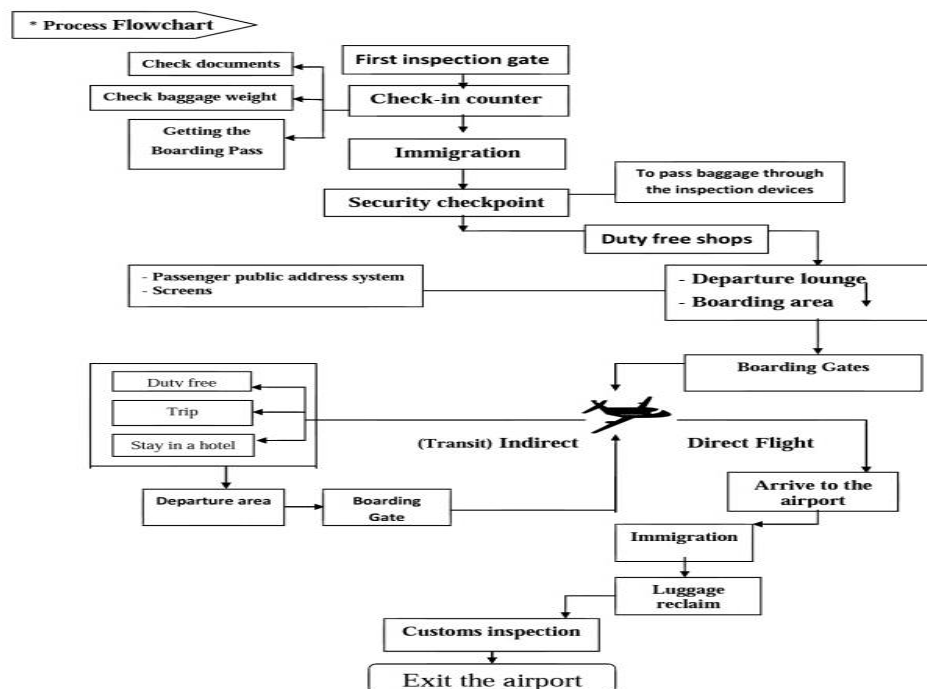 * Process Flowchart
First inspection gate
Check documents
Check baggage weight
Check-in counter
Getting the
Boarding Pass
Immigration
To pass baggage through
the inspection devices
Security checkpoint
Duty free shops
- Passenger public address system
- Screens
- Departure lounge
- Boarding area
Boarding Gates
Duty free
Trip
Stay in a hotel
(Transit) Indirect
Direct Flight
Departure area
Boarding
Gate
Arrive to the
airport
Immigration
Luggage
reclaim
Customs inspection
Exit the airport